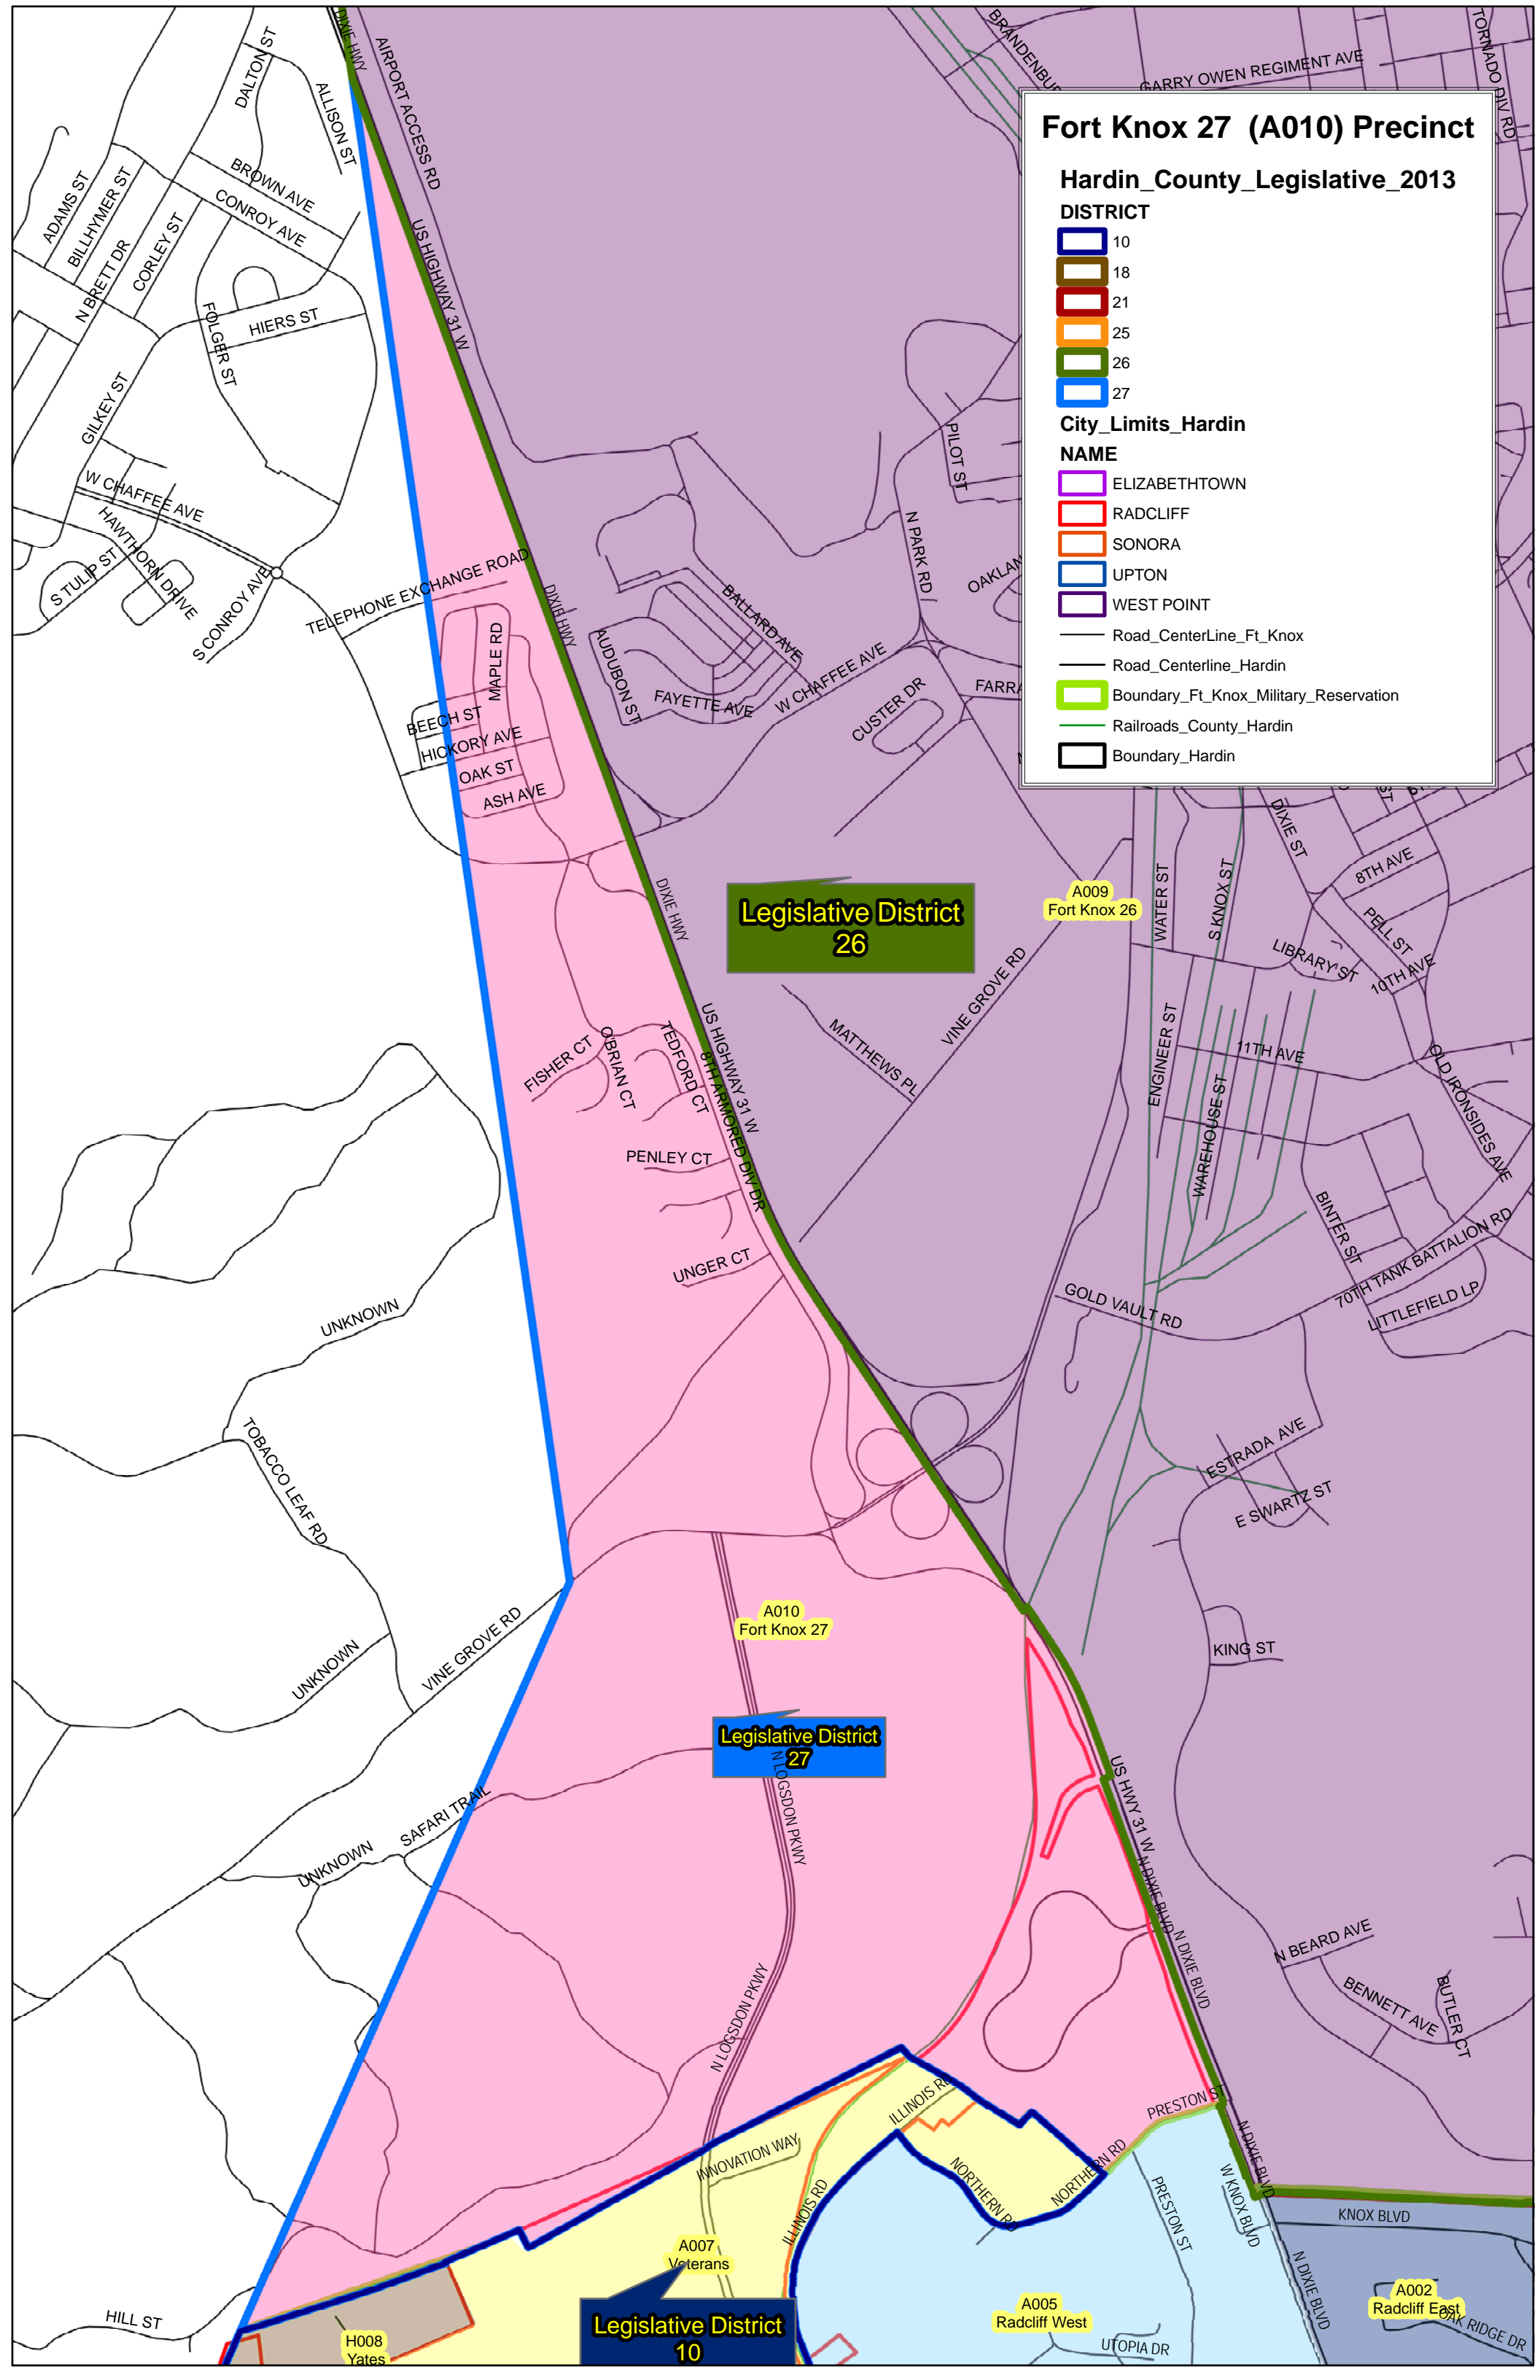 DIXIE HWY
DALTON ST
ALLISON ST
AIRPORT ACCESS RD
GARRY OWEN REGIMENT AVE
TORNADO DIV RD
Fort Knox 27 (A010) Precinct
Hardin_County_Legislative_2013
DISTRICT
10
18
21
25
26
27
City_Limits_Hardin
NAME
ELIZABETHTOWN
RADCLIFF
SONORA
UPTON
WEST POINT
Road_CenterLine_Ft_Knox
Road_Centerline_Hardin
Boundary_Ft_Knox_Military_Reservation
Railroads_County_Hardin
Boundary_Hardin
ADAMS ST
BILLHYMER ST
BROWN AVE
CONROY AVE
N BRETT DR
CORLEY ST
US HIGHWAY 31 W
FOLGER ST
HIERS ST
GILKEY ST
PILOT ST
W CHAFFEE AVE
HAWTHORN DRIVE
S TULIP ST
S CONROY AVE
TELEPHONE EXCHANGE ROAD
DIXIE HWY
N PARK RD
BALLARD AVE
AUDUBON ST
FAYETTE AVE
W CHAFFEE AVE
CUSTER DR
MAPLE RD
BEECH ST
HICKORY AVE
OAK ST
ASH AVE
DIXIE ST
8TH AVE
DIXIE HWY
Legislative District
26
A009
Fort Knox 26
WATER ST
S KNOX ST
PELL ST
LIBRARY ST
10TH AVE
VINE GROVE RD
MATTHEWS PL
ENGINEER ST
11TH AVE
WAREHOUSE ST
OLD IRONSIDES AVE
US HIGHWAY 31 W
8TH ARMORED DIV DR
FISHER CT
O'BRIAN CT
TEDFORD CT
PENLEY CT
UNGER CT
BINTER ST
70TH TANK BATTALION RD
LITTLEFIELD LP
GOLD VAULT RD
UNKNOWN
TOBACCO LEAF RD
ESTRADA AVE
E SWARTZ ST
A010
Fort Knox 27
KING ST
VINE GROVE RD
UNKNOWN
Legislative District
27
N LOGSDON PKWY
SAFARI TRAIL
UNKNOWN
US HWY 31 W
N DIXIE BLVD
N DIXIE BLVD
N BEARD AVE
BENNETT AVE
BUTLER CT
N LOGSDON PKWY
ILLINOIS RD
PRESTON ST
INNOVATION WAY
NORTHERN RD
NORTHERN RD
ILLINOIS RD
PRESTON ST
N DIXIE BLVD
W KNOX BLVD
KNOX BLVD
N DIXIE BLVD
A007
Veterans
Legislative District
10
A005
Radcliff West
UTOPIA DR
A002
Radcliff East
OAK RIDGE DR
HILL ST
H008
Yates